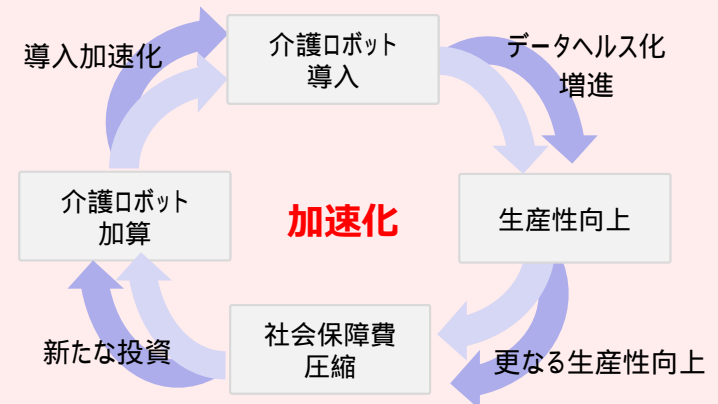 導入加速化
介護ロボット
導入
データヘルス化
増進
介護ロボット
加算
加速化
生産性向上
社会保障費
圧縮
新たな投資
更なる生産性向上